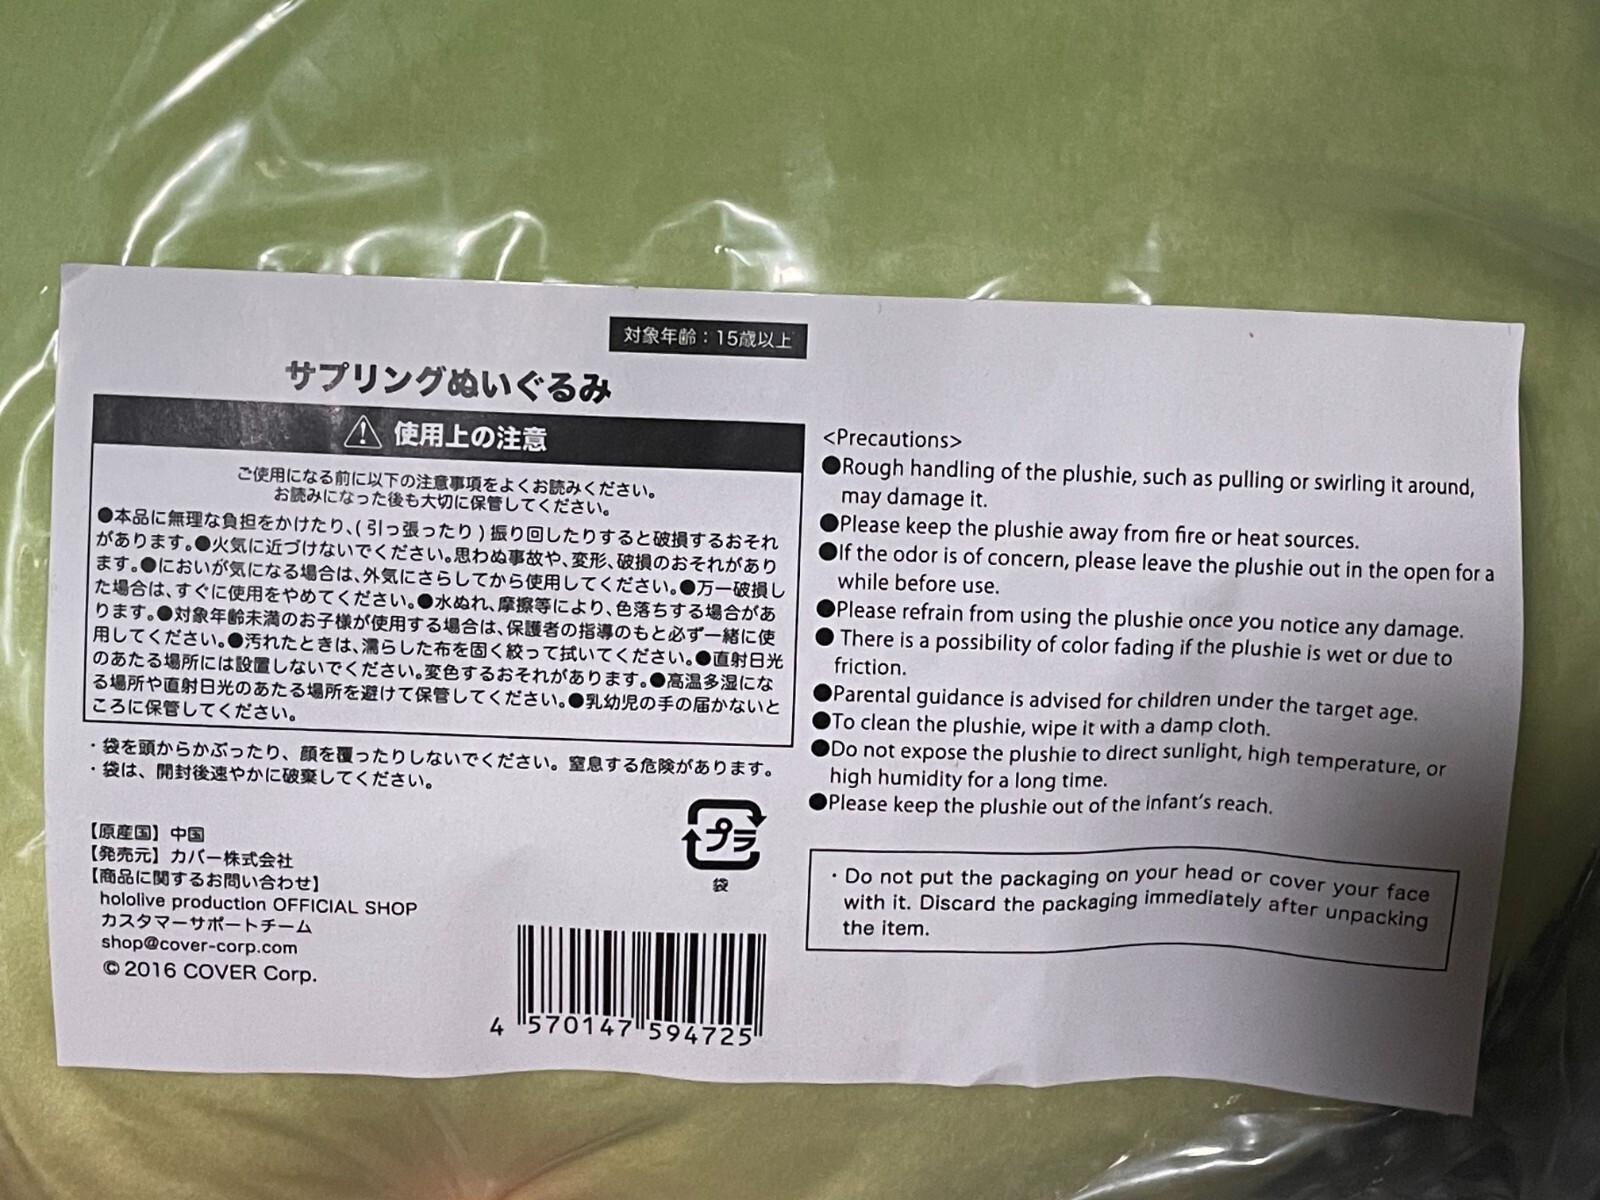 対象年齢：15歳以上
サプリングぬいぐるみ
使用上の注意
ご使用になる前に以下の注意事項をよくお読みください。
お読みになった後も大切に保管してください。
●本品に無理な負担をかけたり、(引っ張ったり)振り回したりすると破損するおそれ
があります。●火気に近づけないでください。思わぬ事故や、変形、破損のおそれがあり
ます。●においが気になる場合は、外気にさらしてから使用してください。●万一破損し
た場合は、すぐに使用をやめてください。●水ぬれ、摩擦等により、色落ちする場合があ
ります。●対象年齢未満のお子様が使用する場合は、保護者の指導のもと必ず一緒に使
用してください。●汚れたときは、濡らした布を固く絞って拭いてください。●直射日光
のあたる場所には設置しないでください。変色するおそれがあります。●高温多湿にな
る場所や直射日光のあたる場所を避けて保管してください。●乳幼児の手の届かないと
ころに保管してください。
・袋を頭からかぶったり、顔を覆ったりしないでください。窒息する危険があります。
・袋は、開封後速やかに破棄してください。
プラ
袋
【原産国】中国
【発売元】カバー株式会社
【商品に関するお問い合わせ】
hololive production OFFICIAL SHOP
カスタマーサポートチーム
shop@cover-corp.com
© 2016 COVER Corp.
4 570147 594725
<Precautions>
●Rough handling of the plushie, such as pulling or swirling it around,
may damage it.
●Please keep the plushie away from fire or heat sources.
●If the odor is of concern, please leave the plushie out in the open for a
while before use.
●Please refrain from using the plushie once you notice any damage.
● There is a possibility of color fading if the plushie is wet or due to
friction.
●Parental guidance is advised for children under the target age.
●To clean the plushie, wipe it with a damp cloth.
●Do not expose the plushie to direct sunlight, high temperature, or
high humidity for a long time.
●Please keep the plushie out of the infant's reach.
・Do not put the packaging on your head or cover your face
with it. Discard the packaging immediately after unpacking
the item.